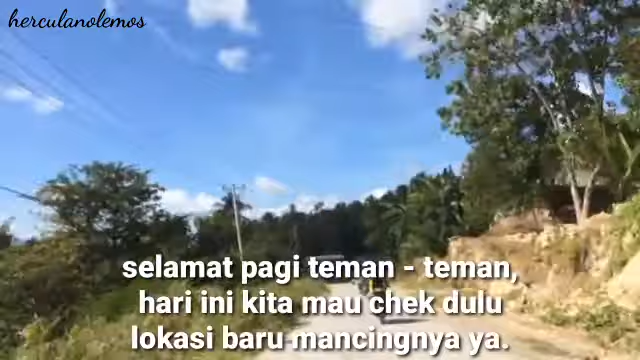 herculanolemos
selamat pagi teman - teman,
hari ini kita mau chek dulu
lokasi baru mancingnya ya.